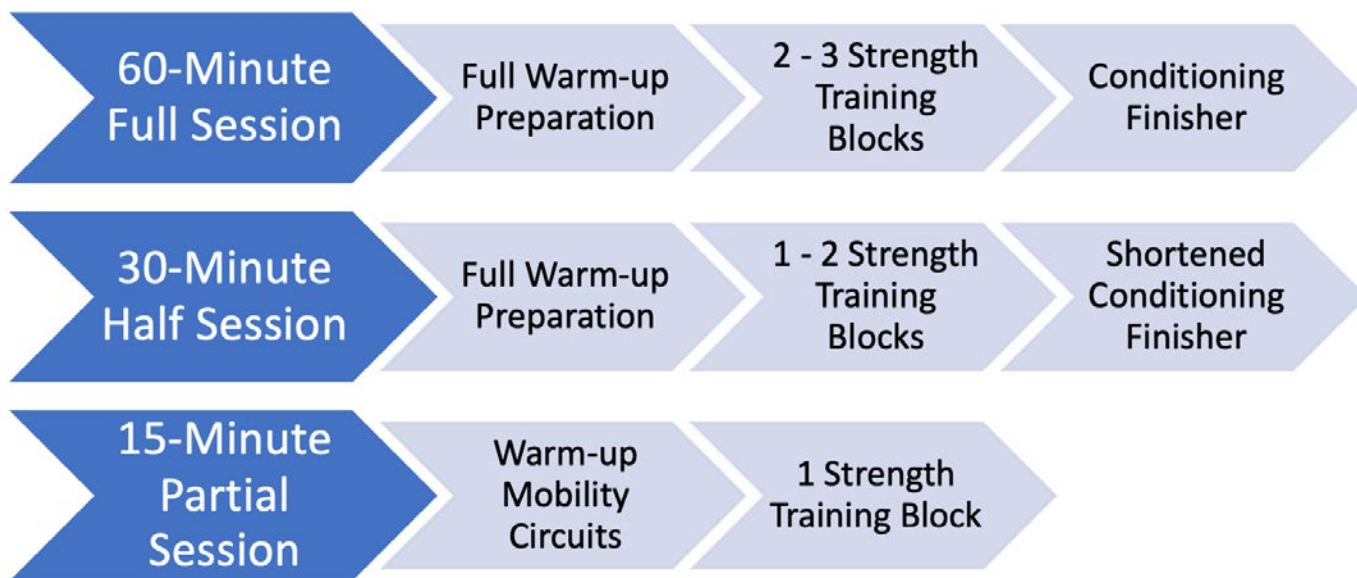 60-Minute
Full Session
Full Warm-up
Preparation
2 - 3 Strength
Training
Blocks
Conditioning
Finisher
30-Minute
Half Session
Full Warm-up
Preparation
1 - 2 Strength
Training
Blocks
Shortened
Conditioning
Finisher
15-Minute
Partial
Session
Warm-up
Mobility
Circuits
1 Strength
Training Block